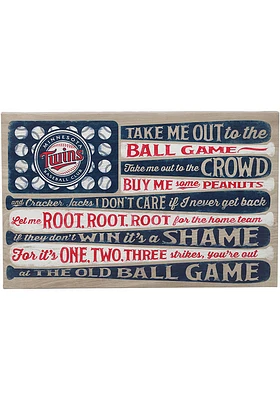 MINNESOTA
Twins
BASEBALL CLUB
TAKE ME OUT to the
BALL GAME
Take me out to the CROWD
BUY ME some PEANUTS
and Cracker Jacks I DON'T CARE if I never get back
Let me ROOT, ROOT, ROOT for the home team
if they don't WIN it's a SHAME
For it's ONE, TWO, THREE strikes, you're out
at THE OLD BALL GAME